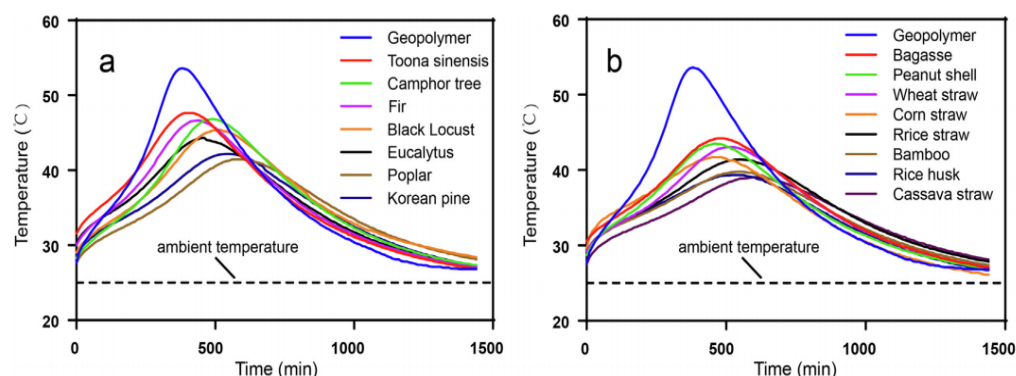 60
50
40
30
20
Temperature (℃)
a
Geopolymer
Toona sinensis
Camphor tree
Fir
Black Locust
Eucalytus
Poplar
Korean pine
ambient temperature
0
500
1000
1500
Time (min)
60
50
40
30
20
Temperature (℃)
b
Geopolymer
Bagasse
Peanut shell
Wheat straw
Corn straw
Rrice straw
Bamboo
Rice husk
Cassava straw
ambient temperature
0
500
1000
1500
Time (min)